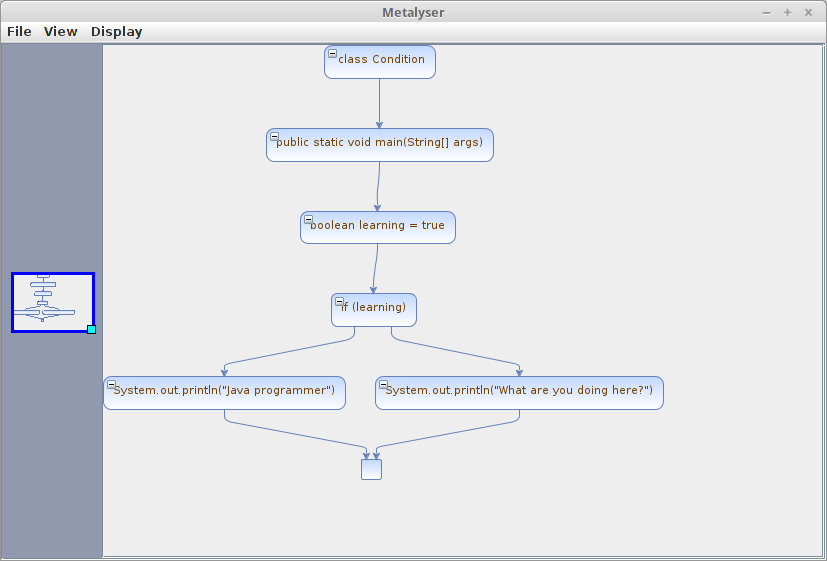 Metalyser
File View Display
class Condition
public static void main(String[] args)
boolean learning = true
if (learning)
System.out.println("Java programmer")
System.out.println("What are you doing here?")